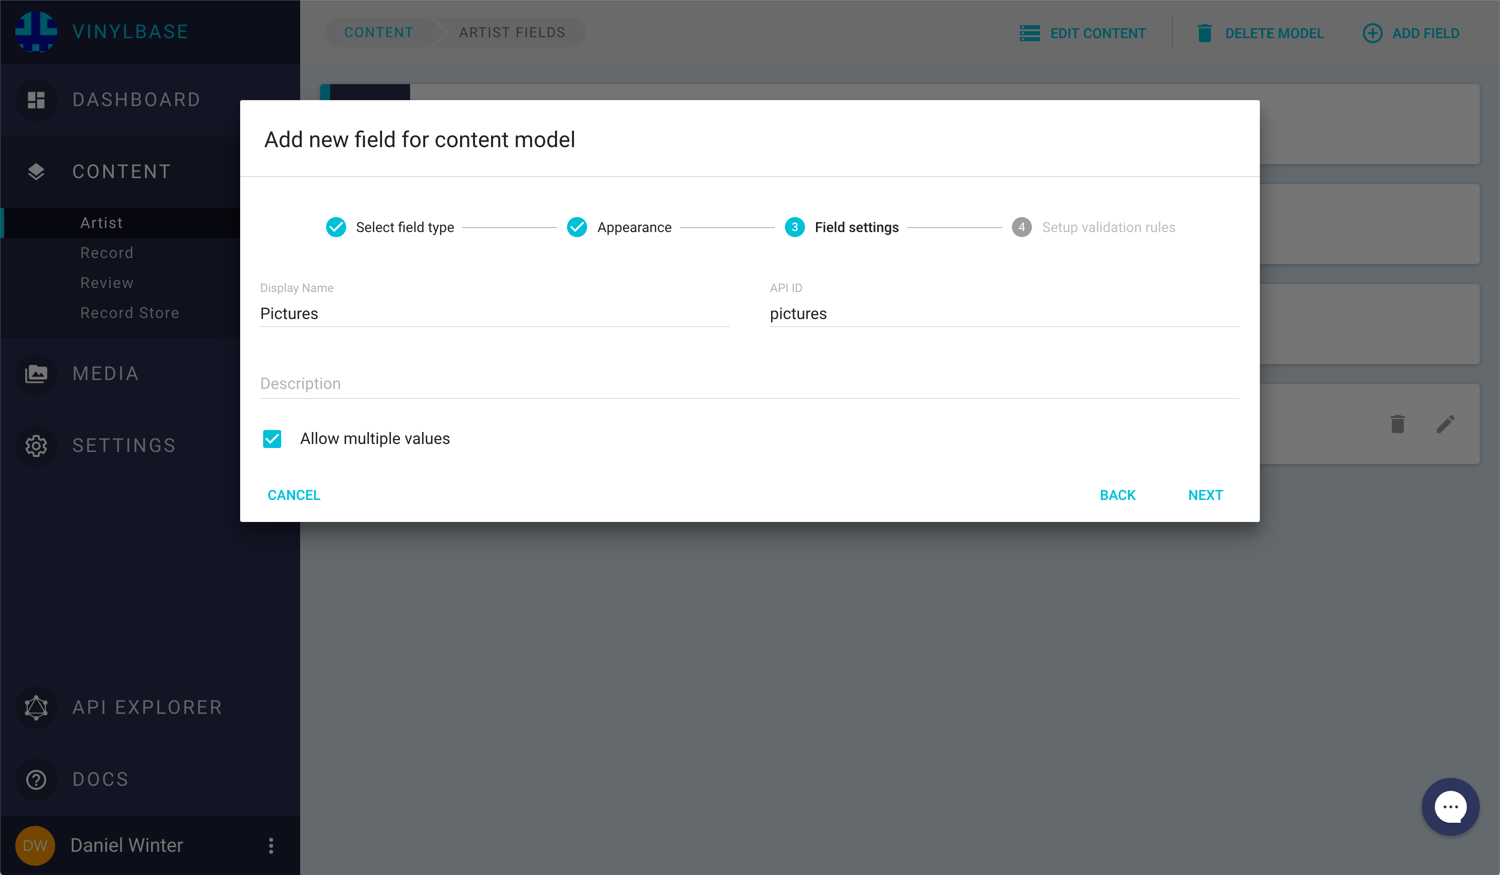 VINYLBASE
CONTENT
ARTIST FIELDS
EDIT CONTENT
DELETE MODEL
ADD FIELD
DASHBOARD
CONTENT
Artist
Record
Review
Record Store
MEDIA
SETTINGS
API EXPLORER
DOCS
DW
Daniel Winter
Add new field for content model
Select field type
Appearance
3 Field settings
4 Setup validation rules
Display Name
Pictures
API ID
pictures
Description
Allow multiple values
CANCEL
BACK
NEXT